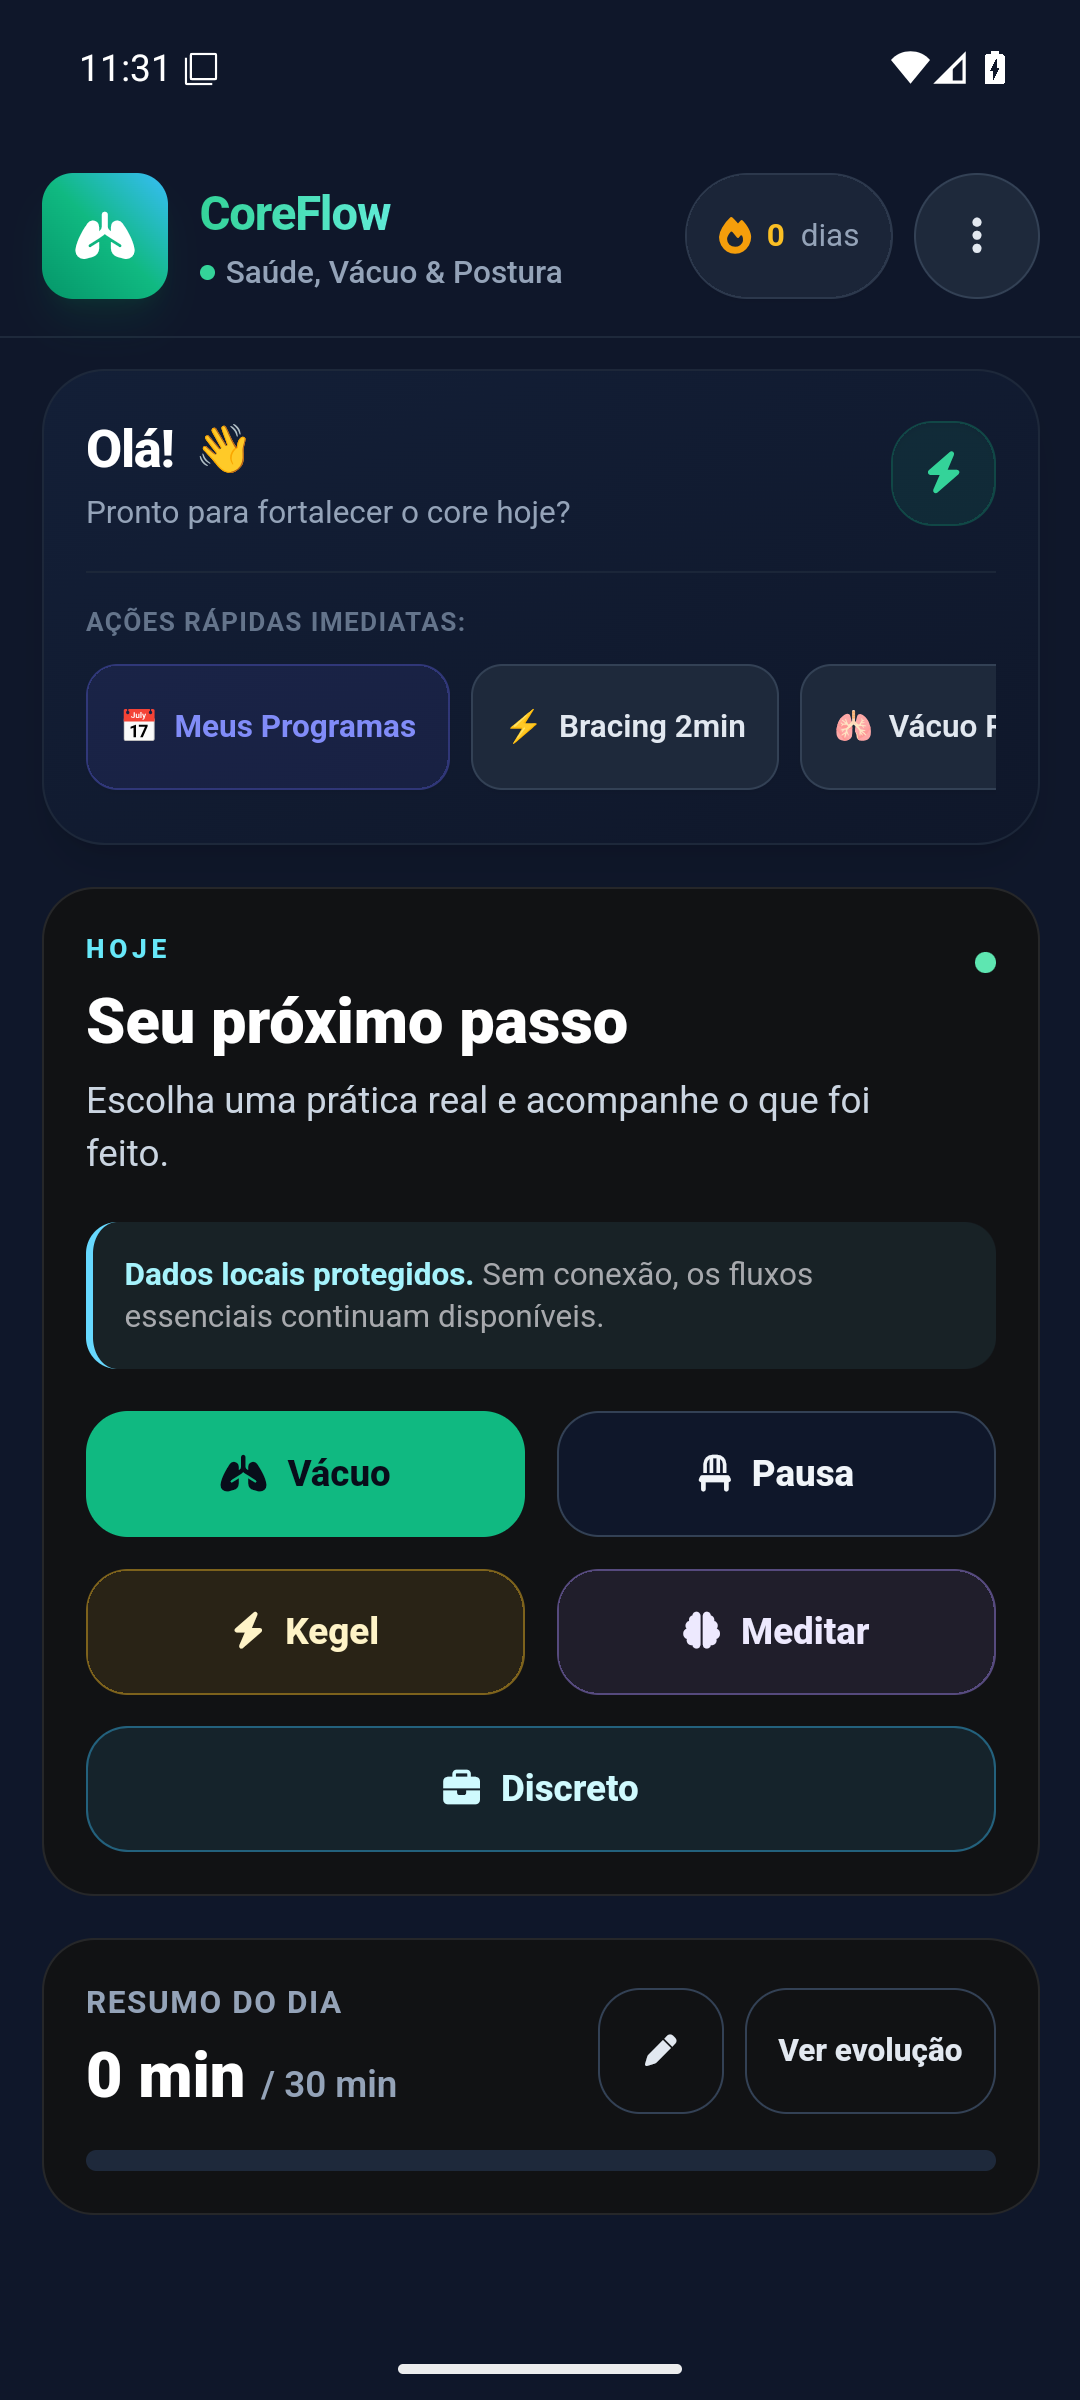 11:31
CoreFlow
Saúde, Vácuo & Postura
0 dias
Olá! 👋
Pronto para fortalecer o core hoje?
AÇÕES RÁPIDAS IMEDIATAS:
📅 Meus Programas
⚡ Bracing 2min
🫁 Vácuo
HOJE
Seu próximo passo
Escolha uma prática real e acompanhe o que foi
feito.
Dados locais protegidos. Sem conexão, os fluxos
essenciais continuam disponíveis.
Vácuo
Pausa
Kegel
Meditar
Discreto
RESUMO DO DIA
0 min / 30 min
Ver evolução